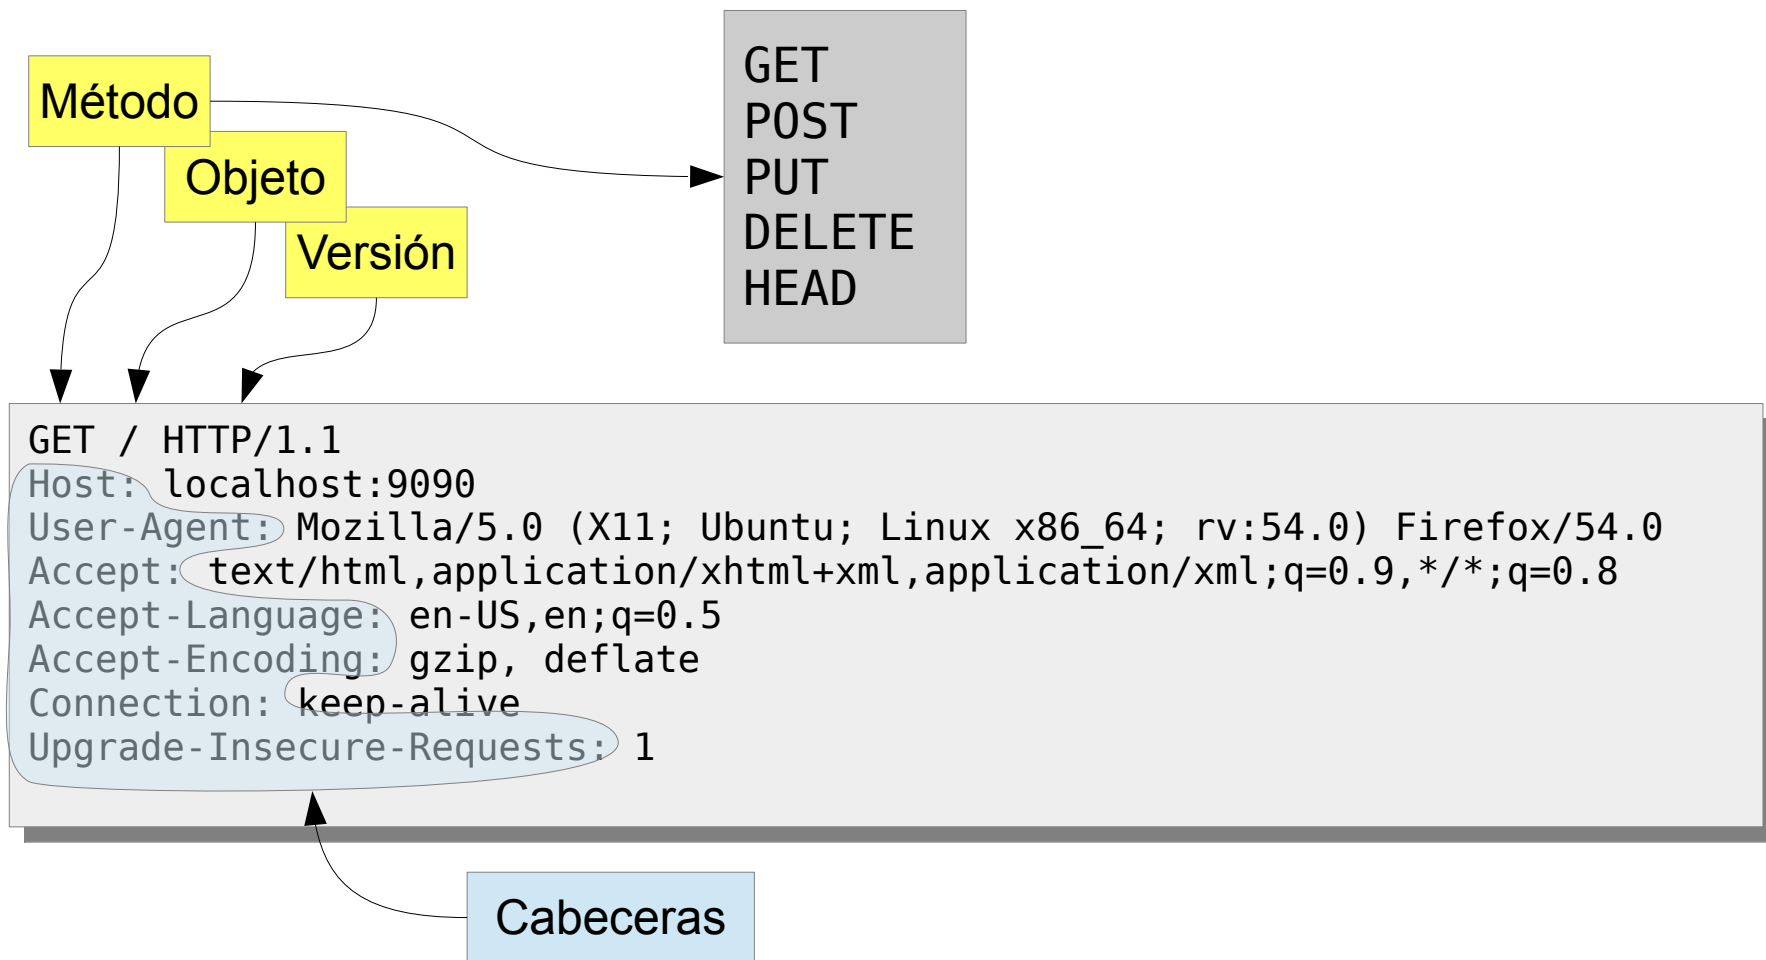 Método
Objeto
Versión
GET
POST
PUT
DELETE
HEAD
GET / HTTP/1.1
Host: localhost:9090
User-Agent: Mozilla/5.0 (X11; Ubuntu; Linux x86_64; rv:54.0) Firefox/54.0
Accept: text/html,application/xhtml+xml,application/xml;q=0.9,*/*;q=0.8
Accept-Language: en-US,en;q=0.5
Accept-Encoding: gzip, deflate
Connection: keep-alive
Upgrade-Insecure-Requests: 1
Cabeceras